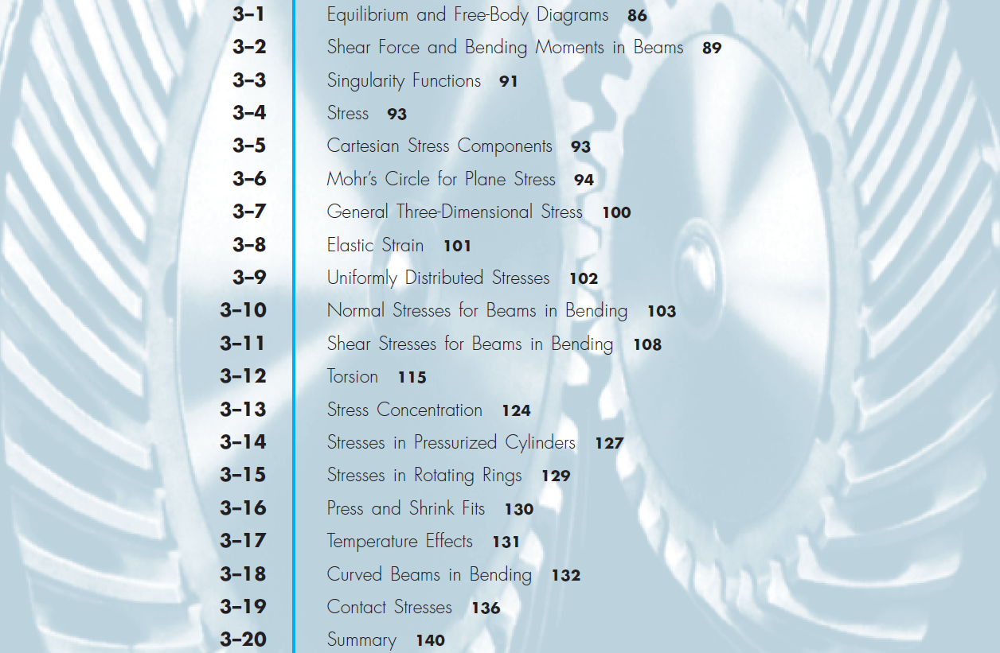 3–1 Equilibrium and Free-Body Diagrams 86
3–2 Shear Force and Bending Moments in Beams 89
3–3 Singularity Functions 91
3–4 Stress 93
3–5 Cartesian Stress Components 93
3–6 Mohr's Circle for Plane Stress 94
3–7 General Three-Dimensional Stress 100
3–8 Elastic Strain 101
3–9 Uniformly Distributed Stresses 102
3–10 Normal Stresses for Beams in Bending 103
3–11 Shear Stresses for Beams in Bending 108
3–12 Torsion 115
3–13 Stress Concentration 124
3–14 Stresses in Pressurized Cylinders 127
3–15 Stresses in Rotating Rings 129
3–16 Press and Shrink Fits 130
3–17 Temperature Effects 131
3–18 Curved Beams in Bending 132
3–19 Contact Stresses 136
3–20 Summary 140